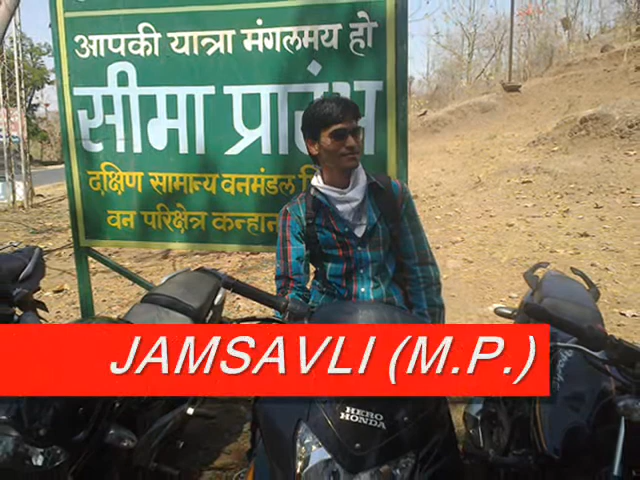 आपकी यात्रा मंगलमय हो
सीमा प्रारंभ
दक्षिण सामान्य वनमंडल
वन परिक्षेत्र कन्हान
JAMSAVLI (M.P.)
HERO
HONDA